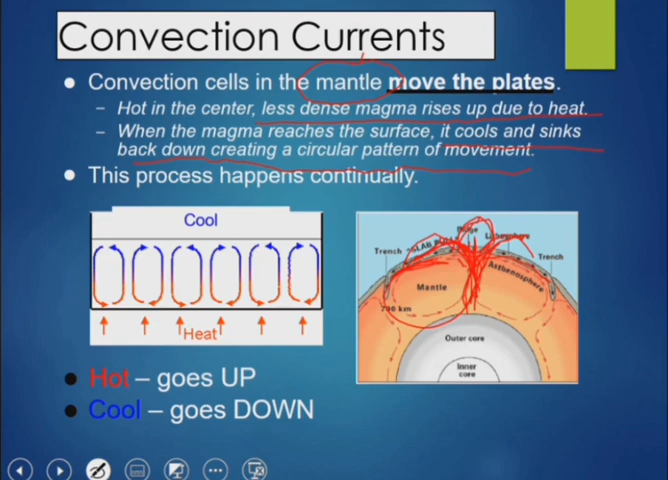 Convection Currents
Convection cells in the mantle move the plates.
– Hot in the center, less dense magma rises up due to heat.
– When the magma reaches the surface, it cools and sinks
back down creating a circular pattern of movement.
This process happens continually.
Cool
Heat
Ridge
Trench
SLAB
Lithosphere
Trench
Asthenosphere
Mantle
700 km
Outer core
Inner
core
Hot – goes UP
Cool – goes DOWN